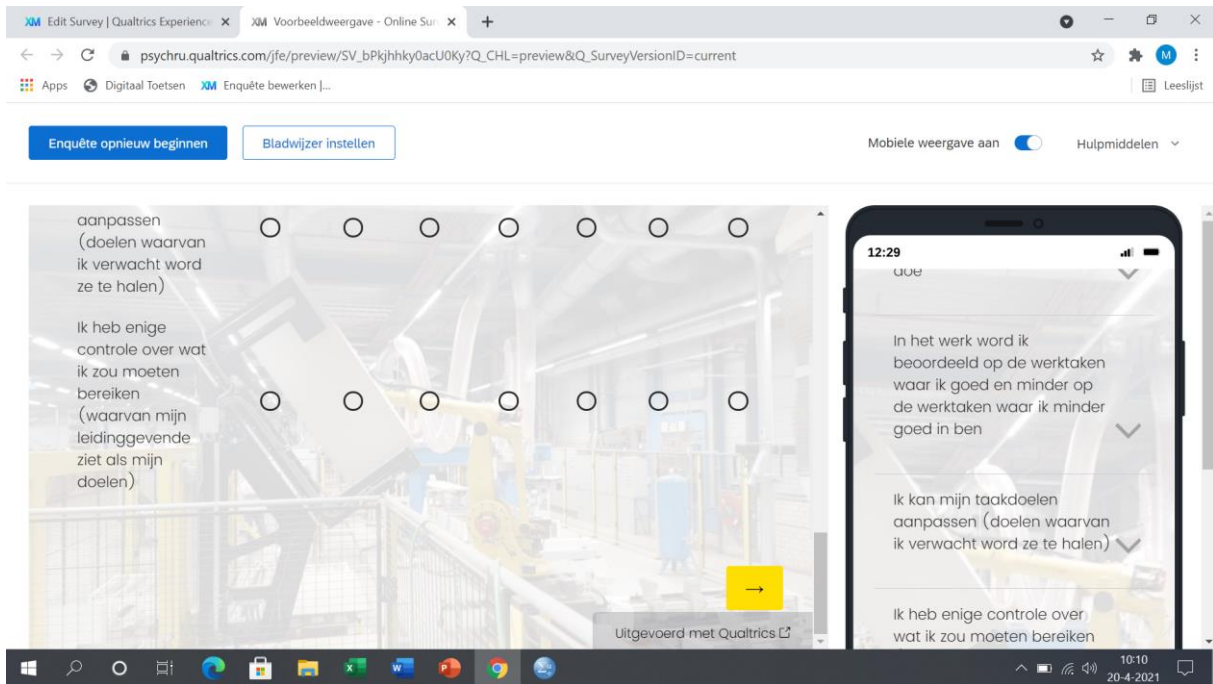 Edit Survey | Qualtrics Experience
Voorbeeldweergave - Online Sur
psychru.qualtrics.com/jfe/preview/SV_bPkjhhky0acU0Ky?Q_CHL=preview&Q_SurveyVersionID=current
M
Apps
Digitaal Toetsen
XM Enquête bewerken |...
Leeslijst
Enquête opnieuw beginnen
Bladwijzer instellen
Mobiele weergave aan
Hulpmiddelen
aanpassen
(doelen waarvan
ik verwacht word
ze te halen)
Ik heb enige
controle over wat
ik zou moeten
bereiken
(waarvan mijn
leidinggevende
ziet als mijn
doelen)
→
Uitgevoerd met Qualtrics
12:29
doe
In het werk word ik
beoordeeld op de werktaken
waar ik goed en minder op
de werktaken waar ik minder
goed in ben
Ik kan mijn taakdoelen
aanpassen (doelen waarvan
ik verwacht word ze te halen)
Ik heb enige controle over
wat ik zou moeten bereiken
10:10
20-4-2021